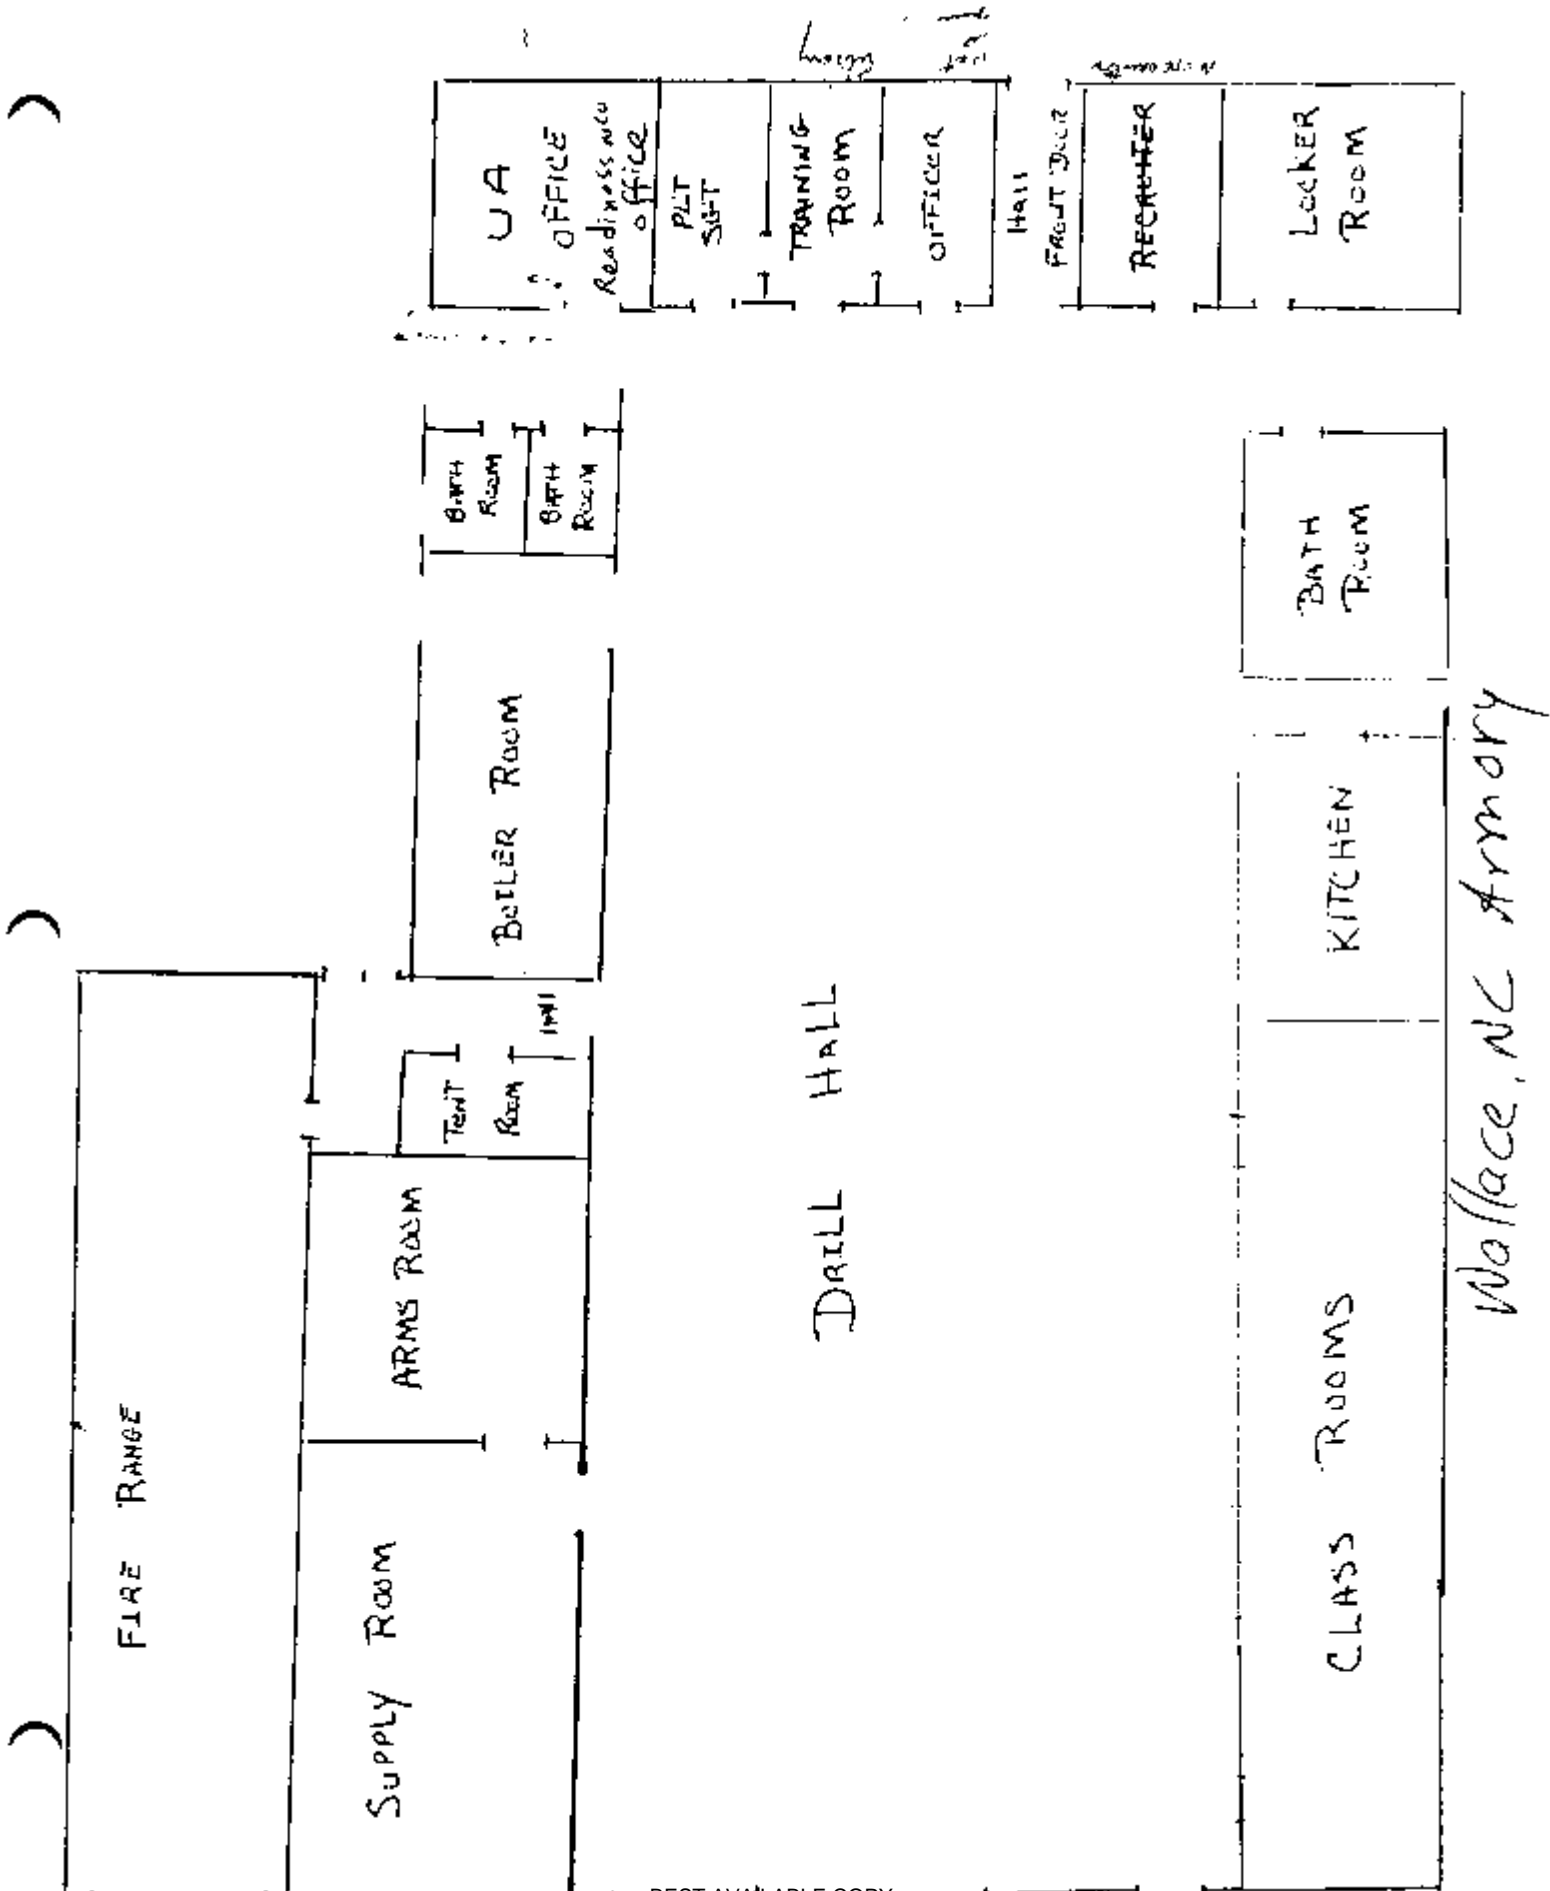 UA
OFFICE
Readiness NCO
office
PLT
SGT
TRAINING
ROOM
OFFICER
HALL
FRONT DOOR
RECRUITER
LOCKER
ROOM
BATH
ROOM
BATH
ROOM
BATH
ROOM
BOILER ROOM
KITCHEN
HALL
TENT
ROOM
ARMS ROOM
DRILL HALL
FIRE RANGE
SUPPLY ROOM
CLASS ROOMS
Wallace, NC Armory
BEST AVAILABLE COPY